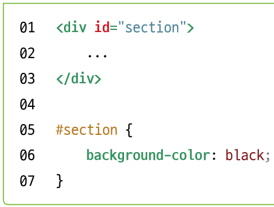 01 <div id="section">
02     ...
03 </div>
04
05 #section {
06     background-color: black;
07 }